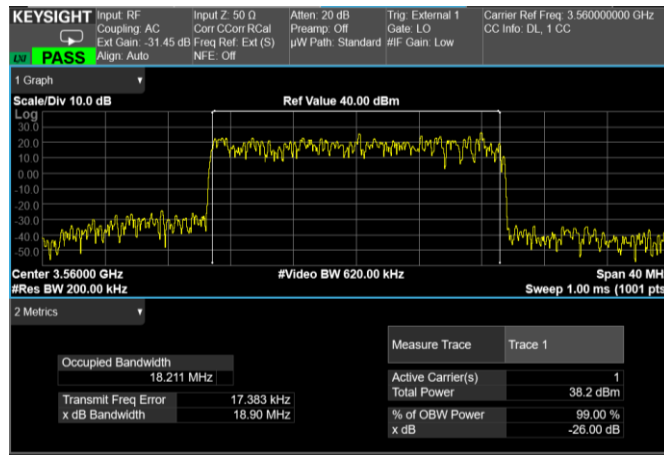 KEYSIGHT Input: RF Input Z: 50 Ω Atten: 20 dB Trig: External 1 Carrier Ref Freq: 3.560000000 GHz
Coupling: AC Corr CCorr RCal Preamp: Off Gate: LO CC Info: DL, 1 CC
Ext Gain: -31.45 dB Freq Ref: Ext (S) µW Path: Standard #IF Gain: Low
LXI PASS Align: Auto NFE: Off
1 Graph
Scale/Div 10.0 dB Ref Value 40.00 dBm
Log
30.0
20.0
10.0
0.00
-10.0
-20.0
-30.0
-40.0
-50.0
Center 3.56000 GHz #Video BW 620.00 kHz Span 40 MH
#Res BW 200.00 kHz Sweep 1.00 ms (1001 pts
2 Metrics
Measure Trace Trace 1
Occupied Bandwidth
18.211 MHz
Active Carrier(s) 1
Transmit Freq Error 17.383 kHz Total Power 38.2 dBm
x dB Bandwidth 18.90 MHz % of OBW Power 99.00 %
x dB -26.00 dB